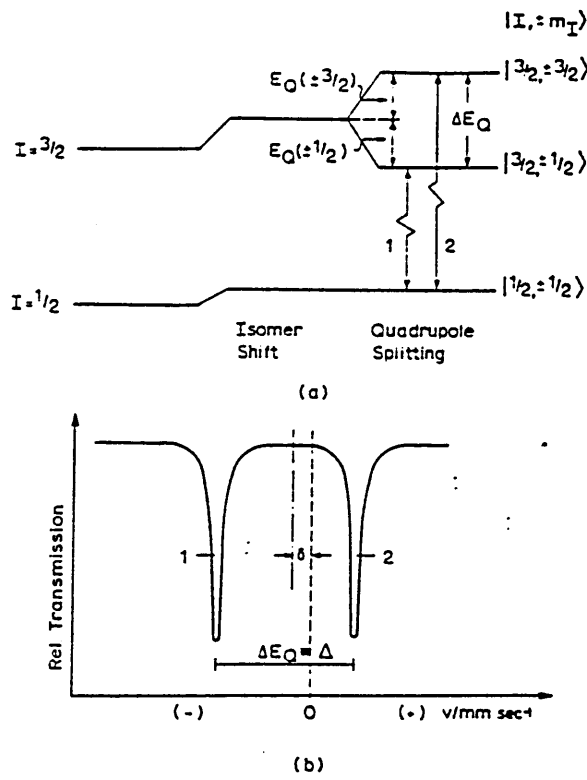 |I, ±m_I⟩
E_Q(±3/2)
|3/2, ±3/2⟩
ΔE_Q
I = 3/2
E_Q(±1/2)
|3/2, ±1/2⟩
1
2
I = 1/2
|1/2, ±1/2⟩
Isomer Shift
Quadrupole Splitting
(a)
Rel Transmission
1
δ
2
ΔE_Q ≡ Δ
(-)
0
(+)
v/mm sec⁻¹
(b)